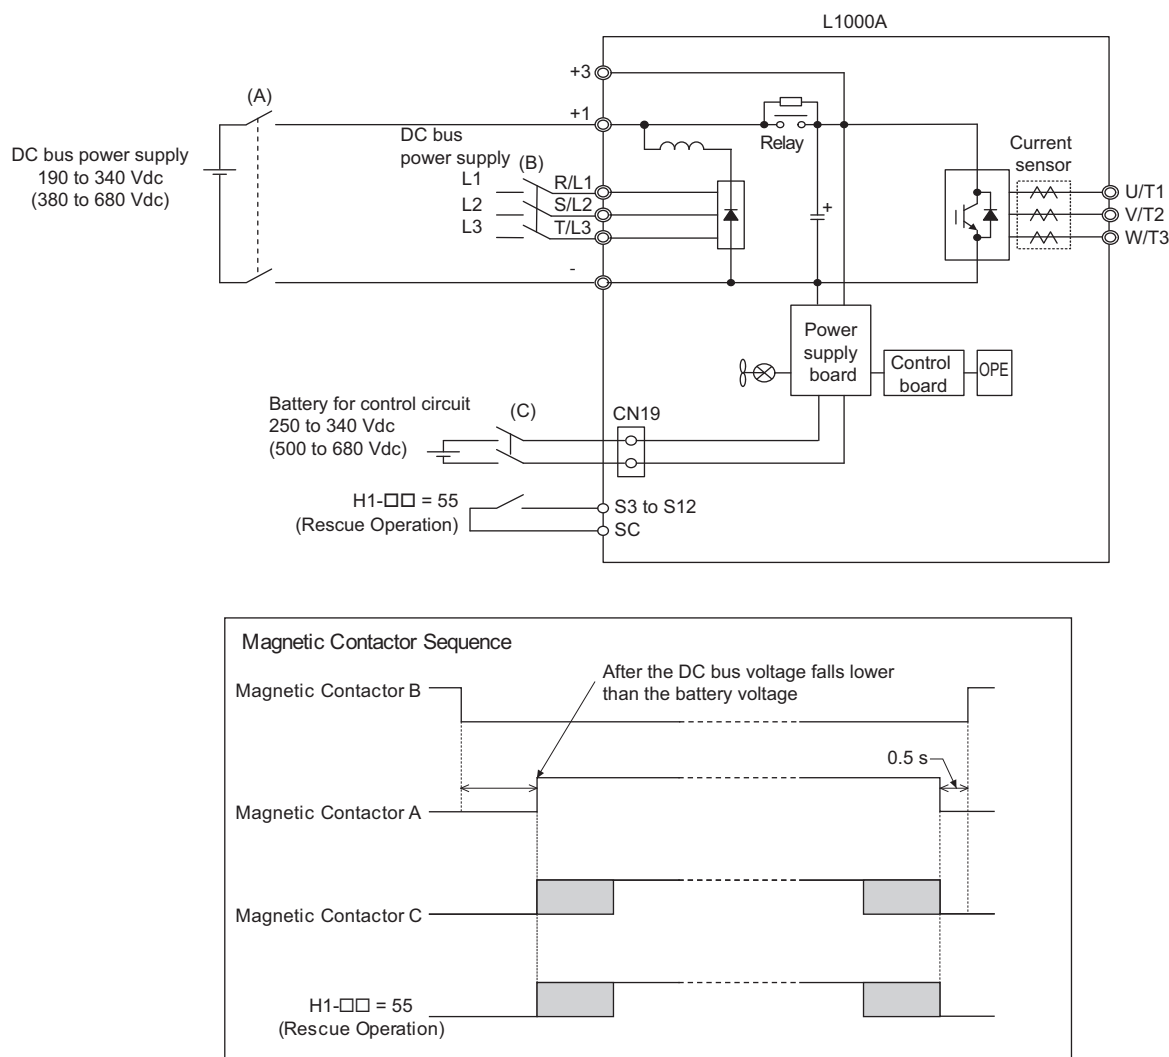 L1000A
+3
(A)
+1
DC bus power supply
190 to 340 Vdc
(380 to 680 Vdc)
DC bus
power supply
(B)
L1
L2
L3
R/L1
S/L2
T/L3
-
Relay
+
Current
sensor
U/T1
V/T2
W/T3
Power
supply
board
Control
board
OPE
Battery for control circuit
250 to 340 Vdc
(500 to 680 Vdc)
(C)
CN19
H1-□□ = 55
(Rescue Operation)
S3 to S12
SC
Magnetic Contactor Sequence
After the DC bus voltage falls lower
than the battery voltage
Magnetic Contactor B
0.5 s
Magnetic Contactor A
Magnetic Contactor C
H1-□□ = 55
(Rescue Operation)